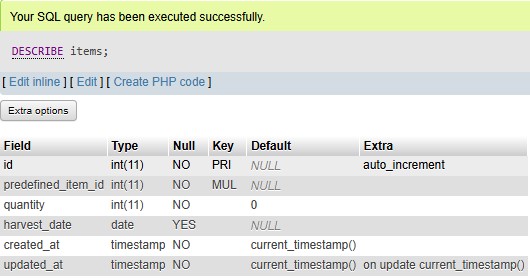 Your SQL query has been executed successfully.
DESCRIBE items;
[ Edit inline ] [ Edit ] [ Create PHP code ]
Extra options
Field Type Null Key Default Extra
id int(11) NO PRI NULL auto_increment
predefined_item_id int(11) NO MUL NULL
quantity int(11) NO 0
harvest_date date YES NULL
created_at timestamp NO current_timestamp()
updated_at timestamp NO current_timestamp() on update current_timestamp()